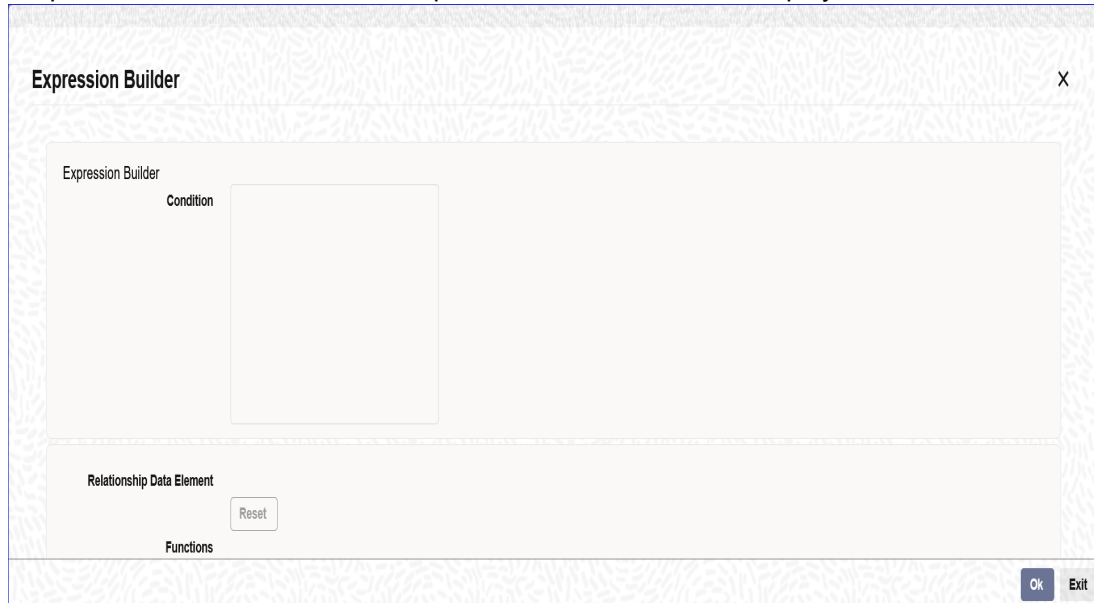 Expression Builder
X
Expression Builder
Condition
Relationship Data Element
Reset
Functions
Ok Exit